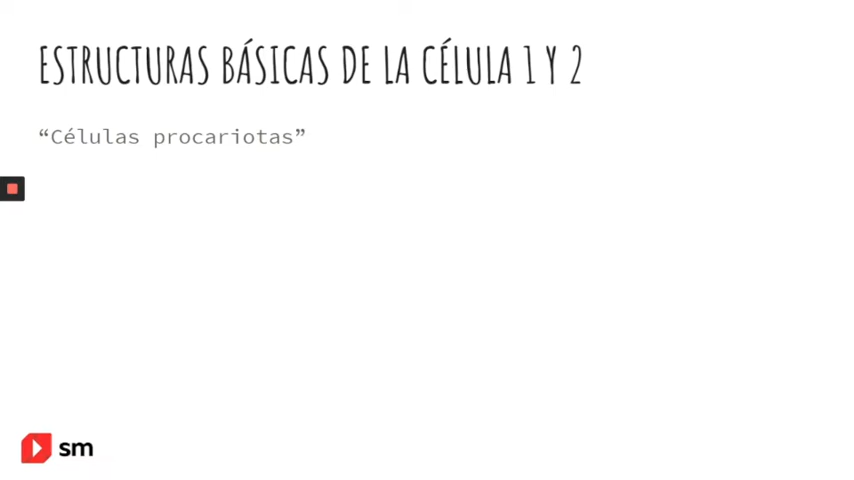 ESTRUCTURAS BÁSICAS DE LA CÉLULA 1 Y 2
“Células procariotas”
sm